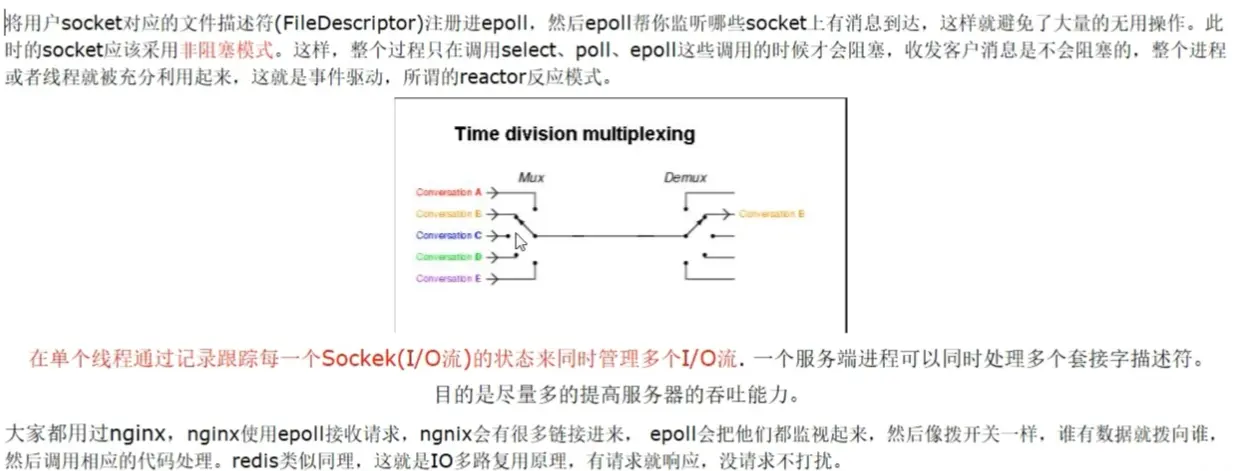 将用户socket对应的文件描述符(FileDescriptor)注册进epoll，然后epoll帮你监听哪些socket上有消息到达，这样就避免了大量的无用操作。此
时的socket应该采用非阻塞模式。这样，整个过程只在调用select、poll、epoll这些调用的时候才会阻塞，收发客户消息是不会阻塞的，整个进程
或者线程就被充分利用起来，这就是事件驱动，所谓的reactor反应模式。
Time division multiplexing
Mux
Demux
Conversation A
Conversation B
Conversation B
Conversation C
Conversation D
Conversation E
在单个线程通过记录跟踪每一个Sockek(I/O流)的状态来同时管理多个I/O流. 一个服务端进程可以同时处理多个套接字描述符。
目的是尽量多的提高服务器的吞吐能力。
大家都用过nginx，nginx使用epoll接收请求，ngnix会有很多链接进来， epoll会把他们都监视起来，然后像拨开关一样，谁有数据就拨向谁，
然后调用相应的代码处理。redis类似同理，这就是IO多路复用原理，有请求就响应，没请求不打扰。